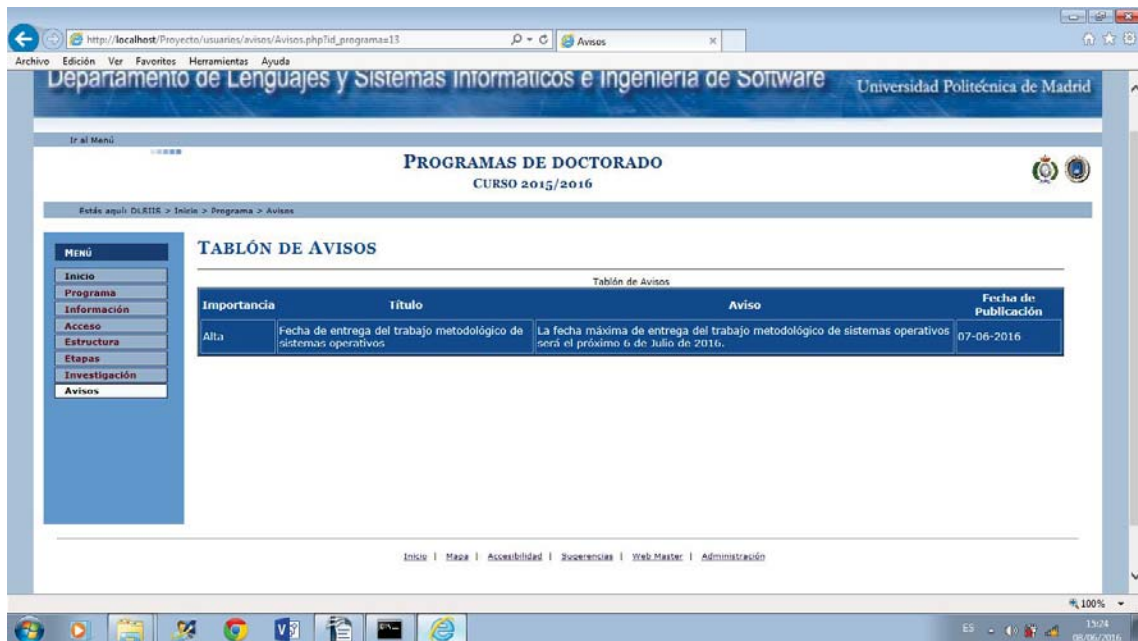 http://localhost/Proyecto/usuarios/avisos/Avisos.php?id_programa=13
Avisos
Archivo Edición Ver Favoritos Herramientas Ayuda
Departamento de Lenguajes y Sistemas Informáticos e Ingeniería de Software
Universidad Politécnica de Madrid
Ir al Menú
PROGRAMAS DE DOCTORADO
CURSO 2015/2016
Estás aquí: DLSIIS > Inicio > Programa > Avisos
MENÚ
Inicio
Programa
Información
Acceso
Estructura
Etapas
Investigación
Avisos
TABLÓN DE AVISOS
Tablón de Avisos
Importancia Título Aviso Fecha de
Publicación
Alta
Fecha de entrega del trabajo metodológico de
sistemas operativos
La fecha máxima de entrega del trabajo metodológico de sistemas operativos
será el próximo 6 de Julio de 2016.
07-06-2016
Inicio | Mapa | Accesibilidad | Sugerencias | Web Master | Administración
100%
ES
15:24
08/06/2016